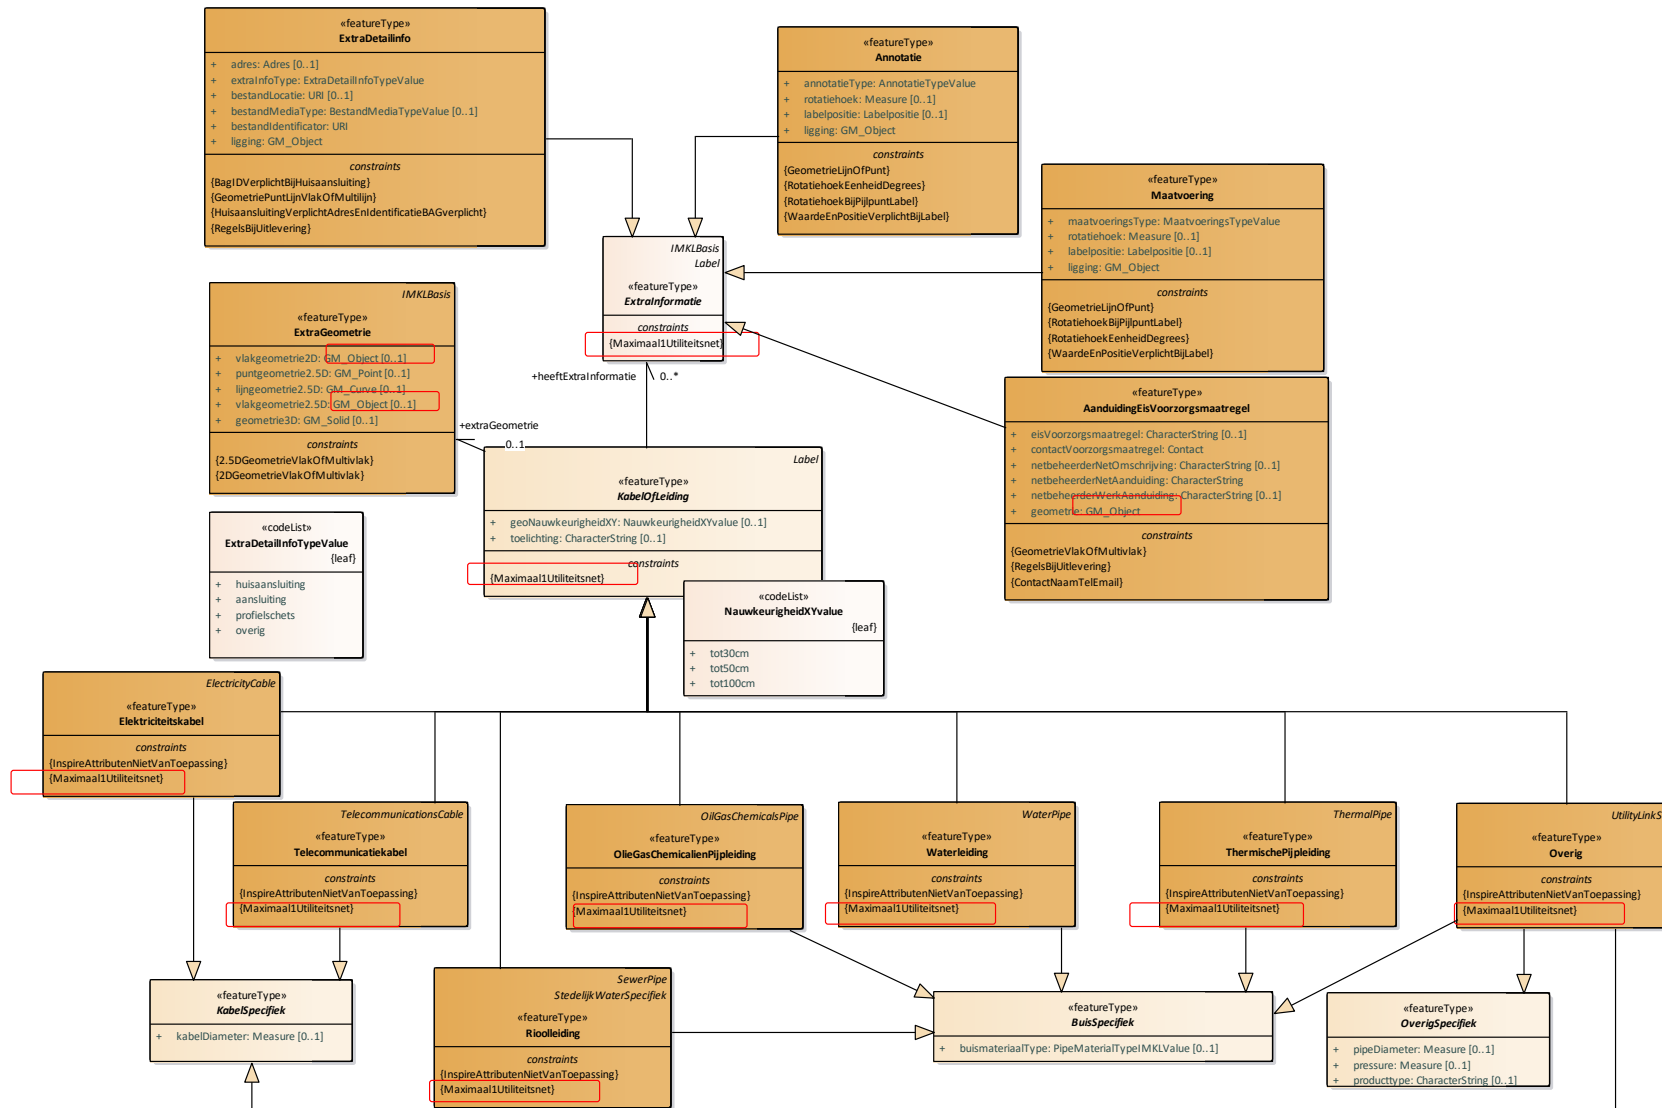 «featureType»
ExtraDetailinfo
+ adres: Adres [0..1]
+ extraInfoType: ExtraDetailInfoTypeValue
+ bestandLocatie: URI [0..1]
+ bestandMediaType: BestandMediaTypeValue [0..1]
+ bestandIdentificator: URI
+ ligging: GM_Object
constraints
{BagIDVerplichtBijHuisaansluiting}
{GeometriePuntLijnVlakOfMultilijn}
{HuisaansluitingVerplichtAdresEnIdentificatieBAGverplicht}
{RegelsBijUitlevering}
«featureType»
Annotatie
+ annotatieType: AnnotatieTypeValue
+ rotatiehoek: Measure [0..1]
+ labelpositie: Labelpositie [0..1]
+ ligging: GM_Object
constraints
{GeometrieLijnOfPunt}
{RotatiehoekEenheidDegrees}
{RotatiehoekBijPijlpuntLabel}
{WaardeEnPositieVerplichtBijLabel}
«featureType»
Maatvoering
+ maatvoeringsType: MaatvoeringsTypeValue
+ rotatiehoek: Measure [0..1]
+ labelpositie: Labelpositie [0..1]
+ ligging: GM_Object
constraints
{GeometrieLijnOfPunt}
{RotatiehoekBijPijlpuntLabel}
{RotatiehoekEenheidDegrees}
{WaardeEnPositieVerplichtBijLabel}
IMKLBasis
Label
«featureType»
ExtraInformatie
constraints
{Maximaal1Utiliteitsnet}
IMKLBasis
«featureType»
ExtraGeometrie
+ vlakgeometrie2D: GM_Object [0..1]
+ puntgeometrie2.5D: GM_Point [0..1]
+ lijngeometrie2.5D: GM_Curve [0..1]
+ vlakgeometrie2.5D: GM_Object [0..1]
+ geometrie3D: GM_Solid [0..1]
constraints
{2.5DGeometrieVlakOfMultivlak}
{2DGeometrieVlakOfMultivlak}
+heeftExtraInformatie 0..*
+extraGeometrie
0..1
«featureType»
AanduidingEisVoorzorgsmaatregel
+ eisVoorzorgsmaatregel: CharacterString [0..1]
+ contactVoorzorgsmaatregel: Contact
+ netbeheerderNetOmschrijving: CharacterString [0..1]
+ netbeheerderNetAanduiding: CharacterString
+ netbeheerderWerkAanduiding: CharacterString [0..1]
+ geometrie: GM_Object
constraints
{GeometrieVlakOfMultivlak}
{RegelsBijUitlevering}
{ContactNaamTelEmail}
Label
«featureType»
KabelOfLeiding
+ geoNauwkeurigheidXY: NauwkeurigheidXYvalue [0..1]
+ toelichting: CharacterString [0..1]
constraints
{Maximaal1Utiliteitsnet}
«codeList»
ExtraDetailInfoTypeValue
{leaf}
+ huisaansluiting
+ aansluiting
+ profielschets
+ overig
«codeList»
NauwkeurigheidXYvalue
{leaf}
+ tot30cm
+ tot50cm
+ tot100cm
ElectricityCable
«featureType»
Elektriciteitskabel
constraints
{InspireAttributenNietVanToepassing}
{Maximaal1Utiliteitsnet}
TelecommunicationsCable
«featureType»
Telecommunicatiekabel
constraints
{InspireAttributenNietVanToepassing}
{Maximaal1Utiliteitsnet}
OilGasChemicalsPipe
«featureType»
OlieGasChemicalienPijpleiding
constraints
{InspireAttributenNietVanToepassing}
{Maximaal1Utiliteitsnet}
WaterPipe
«featureType»
Waterleiding
constraints
{InspireAttributenNietVanToepassing}
{Maximaal1Utiliteitsnet}
ThermalPipe
«featureType»
ThermischePijpleiding
constraints
{InspireAttributenNietVanToepassing}
{Maximaal1Utiliteitsnet}
UtilityLinkS
«featureType»
Overig
constraints
{InspireAttributenNietVanToepassing}
{Maximaal1Utiliteitsnet}
«featureType»
KabelSpecifiek
+ kabelDiameter: Measure [0..1]
SewerPipe
StedelijkWaterSpecifiek
«featureType»
Rioolleiding
constraints
{InspireAttributenNietVanToepassing}
{Maximaal1Utiliteitsnet}
«featureType»
BuisSpecifiek
+ buismateriaalType: PipeMaterialTypeIMKLValue [0..1]
«featureType»
OverigSpecifiek
+ pipeDiameter: Measure [0..1]
+ pressure: Measure [0..1]
+ producttype: CharacterString [0..1]